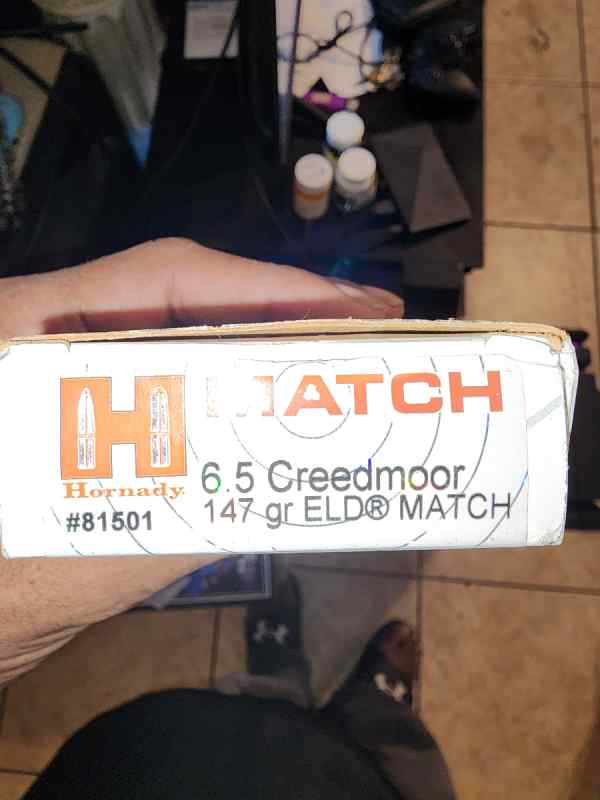 MATCH
H
Hornady
6.5 Creedmoor
147 gr ELD® MATCH
#81501